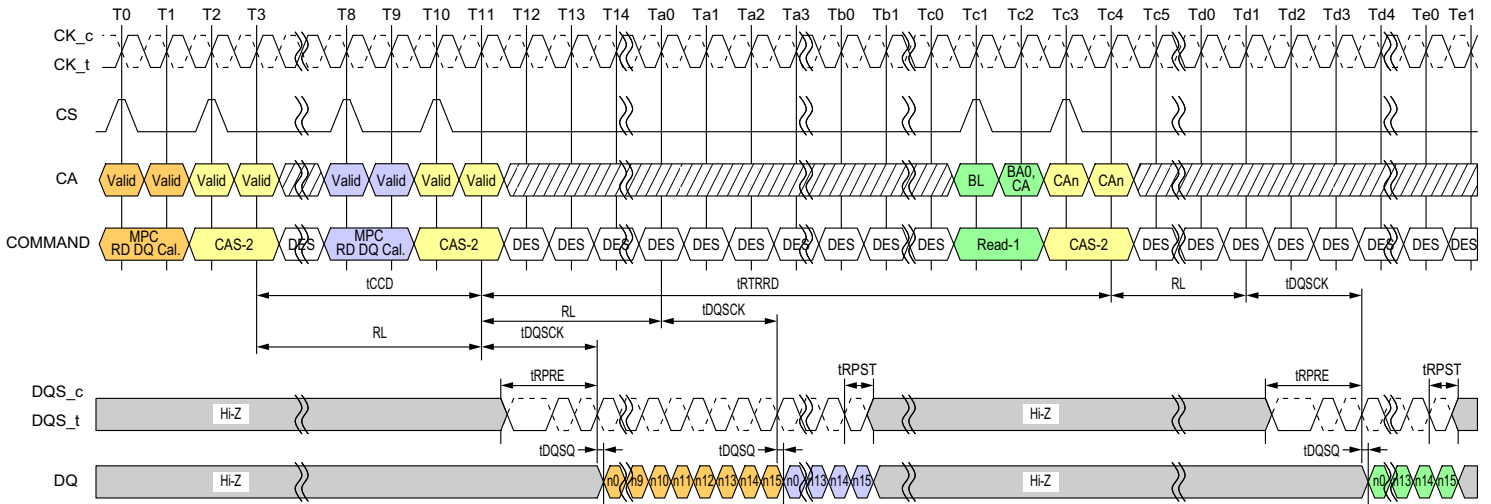 T0 T1 T2 T3 T8 T9 T10 T11 T12 T13 T14 Ta0 Ta1 Ta2 Ta3 Tb0 Tb1 Tc0 Tc1 Tc2 Tc3 Tc4 Tc5 Td0 Td1 Td2 Td3 Td4 Te0 Te1
CK_c
CK_t
CS
CA Valid Valid Valid Valid Valid Valid Valid Valid BL BA0, CA CAn CAn
COMMAND MPC RD DQ Cal. CAS-2 DES MPC RD DQ Cal. CAS-2 DES DES DES DES DES DES DES DES DES DES Read-1 CAS-2 DES DES DES DES DES DES DES DES
tCCD tRTRRD RL tDQSCK
RL tDQSCK
RL tDQSCK
tRPRE tRPST tRPRE tRPST
DQS_c
DQS_t
Hi-Z Hi-Z
tDQSQ tDQSQ tDQSQ
DQ Hi-Z n0 n9 n10 n11 n12 n13 n14 n15 n0 n13 n14 n15 Hi-Z n0 n13 n14 n15